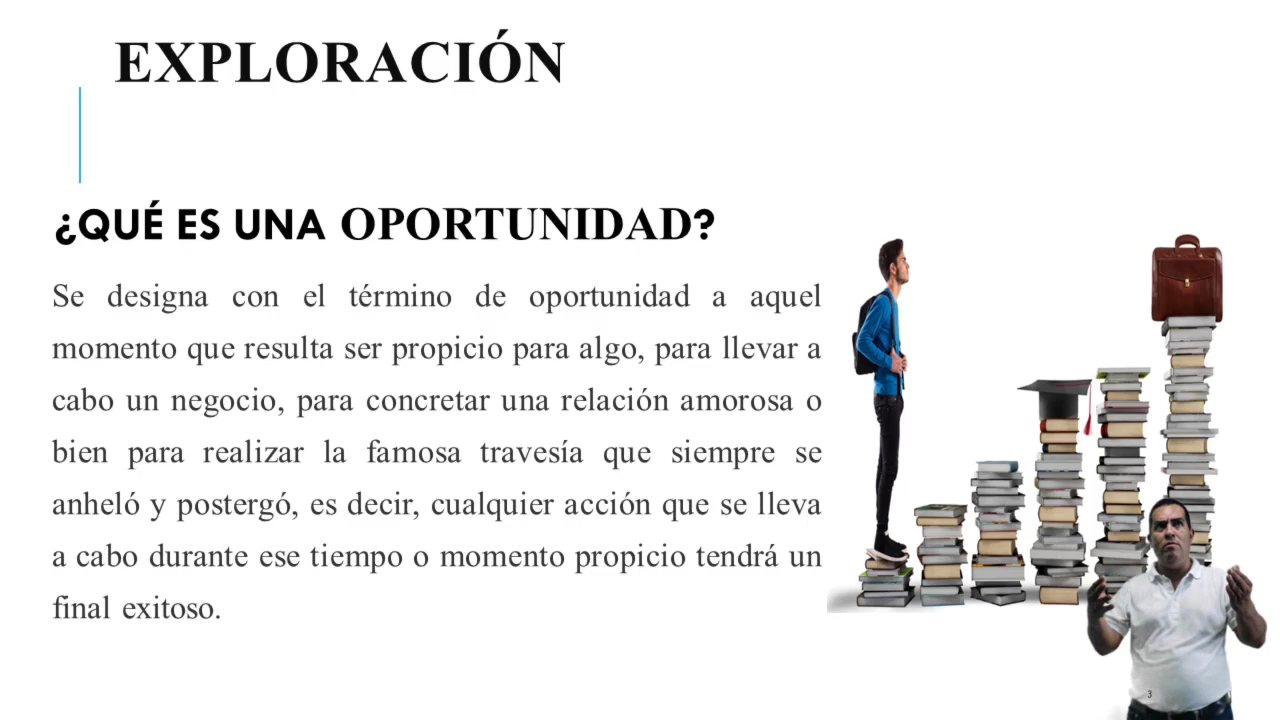 EXPLORACIÓN
¿QUÉ ES UNA OPORTUNIDAD?
Se designa con el término de oportunidad a aquel
momento que resulta ser propicio para algo, para llevar a
cabo un negocio, para concretar una relación amorosa o
bien para realizar la famosa travesía que siempre se
anheló y postergó, es decir, cualquier acción que se lleva
a cabo durante ese tiempo o momento propicio tendrá un
final exitoso.
3